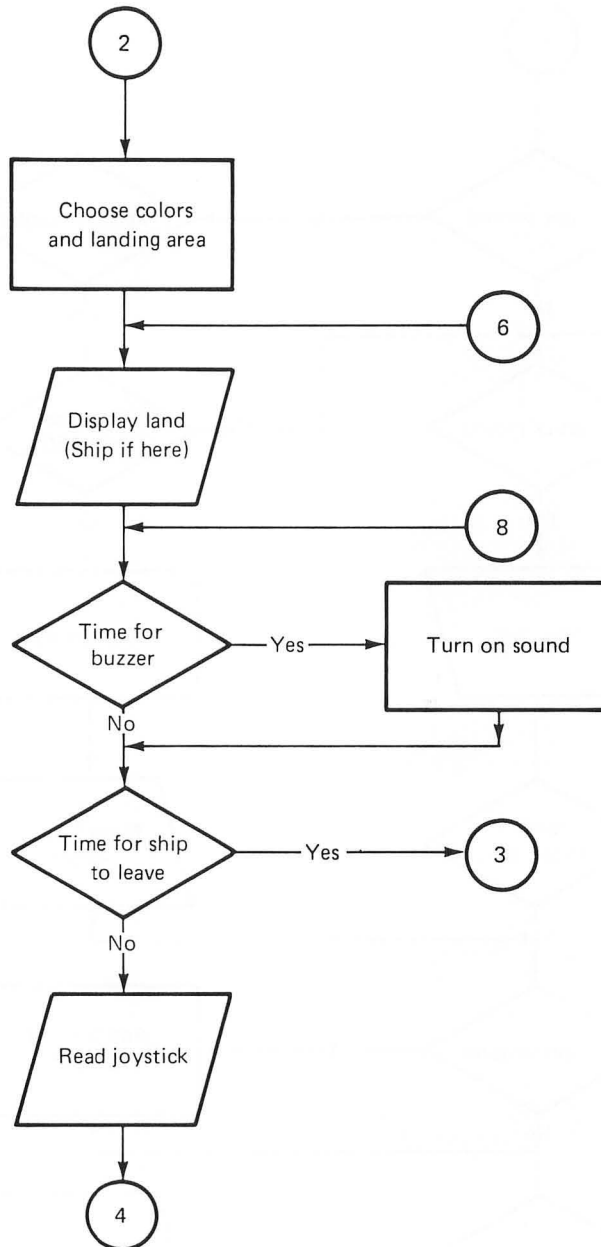 2
Choose colors
and landing area
6
Display land
(Ship if here)
8
Time for
buzzer
Yes
Turn on sound
No
Time for ship
to leave
Yes
3
No
Read joystick
4